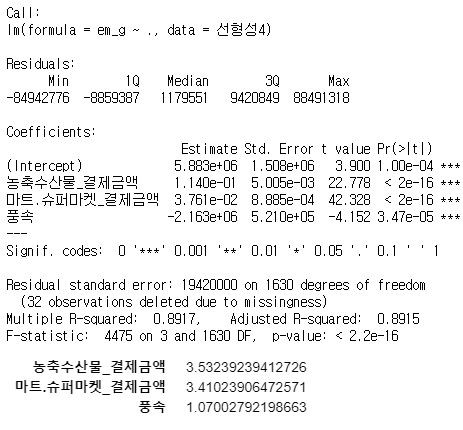 Call:
lm(formula = em_g ~ ., data = 선형성4)
Residuals:
Min 1Q Median 3Q Max
-84942776 -8859387 1179551 9420849 88491318
Coefficients:
Estimate Std. Error t value Pr(>|t|)
(Intercept) 5.883e+06 1.508e+06 3.900 1.00e-04 ***
농축수산물_결제금액 1.140e-01 5.005e-03 22.778 < 2e-16 ***
마트.슈퍼마켓_결제금액 3.761e-02 8.885e-04 42.328 < 2e-16 ***
풍속 -2.163e+06 5.210e+05 -4.152 3.47e-05 ***
---
Signif. codes: 0 '***' 0.001 '**' 0.01 '*' 0.05 '.' 0.1 ' ' 1
Residual standard error: 19420000 on 1630 degrees of freedom
(32 observations deleted due to missingness)
Multiple R-squared: 0.8917, Adjusted R-squared: 0.8915
F-statistic: 4475 on 3 and 1630 DF, p-value: < 2.2e-16
농축수산물_결제금액 3.53239239412726
마트.슈퍼마켓_결제금액 3.41023906472571
풍속 1.07002792198663